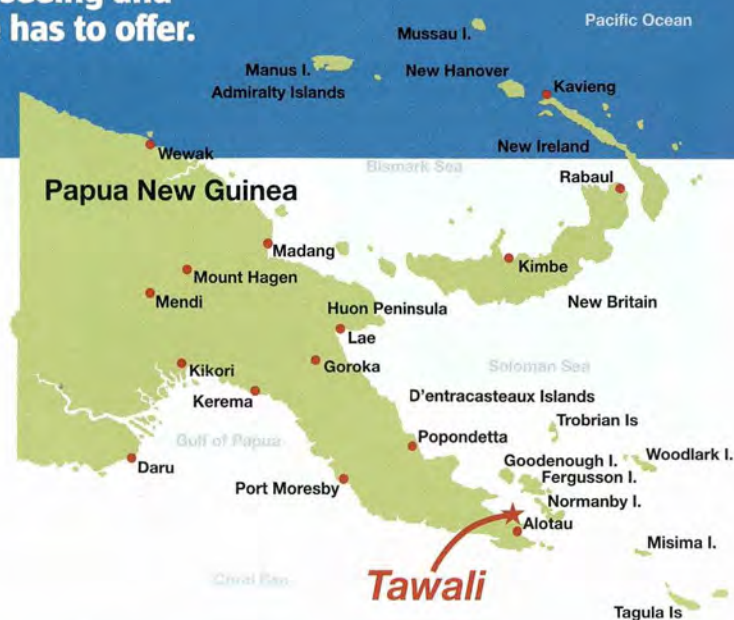 has to offer.
Pacific Ocean
Mussau I.
Manus I.
Admiralty Islands
New Hanover
Kavieng
New Ireland
Wewak
Bismark Sea
Rabaul
Papua New Guinea
Madang
Kimbe
Mount Hagen
Mendi
New Britain
Huon Peninsula
Lae
Soloman Sea
Kikori
Goroka
Kerema
D'entracasteaux Islands
Trobrian Is
Gulf of Papua
Popondetta
Woodlark I.
Daru
Goodenough I.
Fergusson I.
Port Moresby
Normanby I.
Alotau
Misima I.
Coral Sea
Tawali
Tagula Is